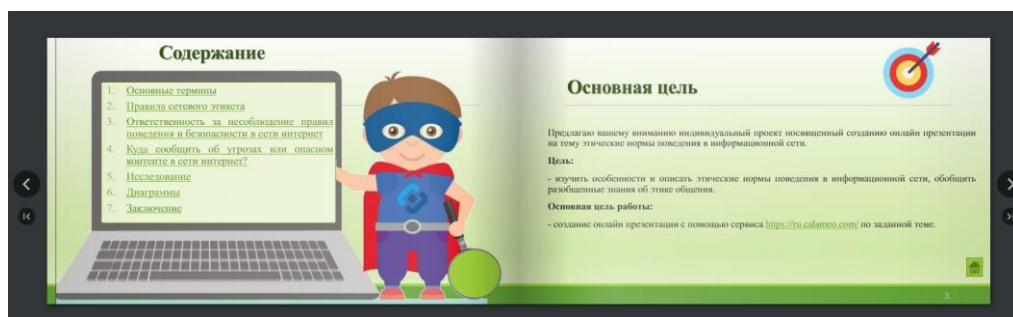 Содержание
1. Основные термины
2. Правила сетевого этикета
3. Ответственность за несоблюдение правил
поведения и безопасности в сети интернет
4. Куда сообщить об угрозах или опасном
контенте в сети интернет?
5. Исследование
6. Диаграммы
7. Заключение
Основная цель
Предлагаю вашему вниманию индивидуальный проект посвященный созданию онлайн презентации
на тему этические нормы поведения в информационной сети.
Цель:
- изучить особенности и описать этические нормы поведения в информационной сети, обобщить
разобщенные знания об этике общения.
Основная цель работы:
- создание онлайн презентации с помощью сервиса https://ru.calameo.com/ по заданной теме.
3